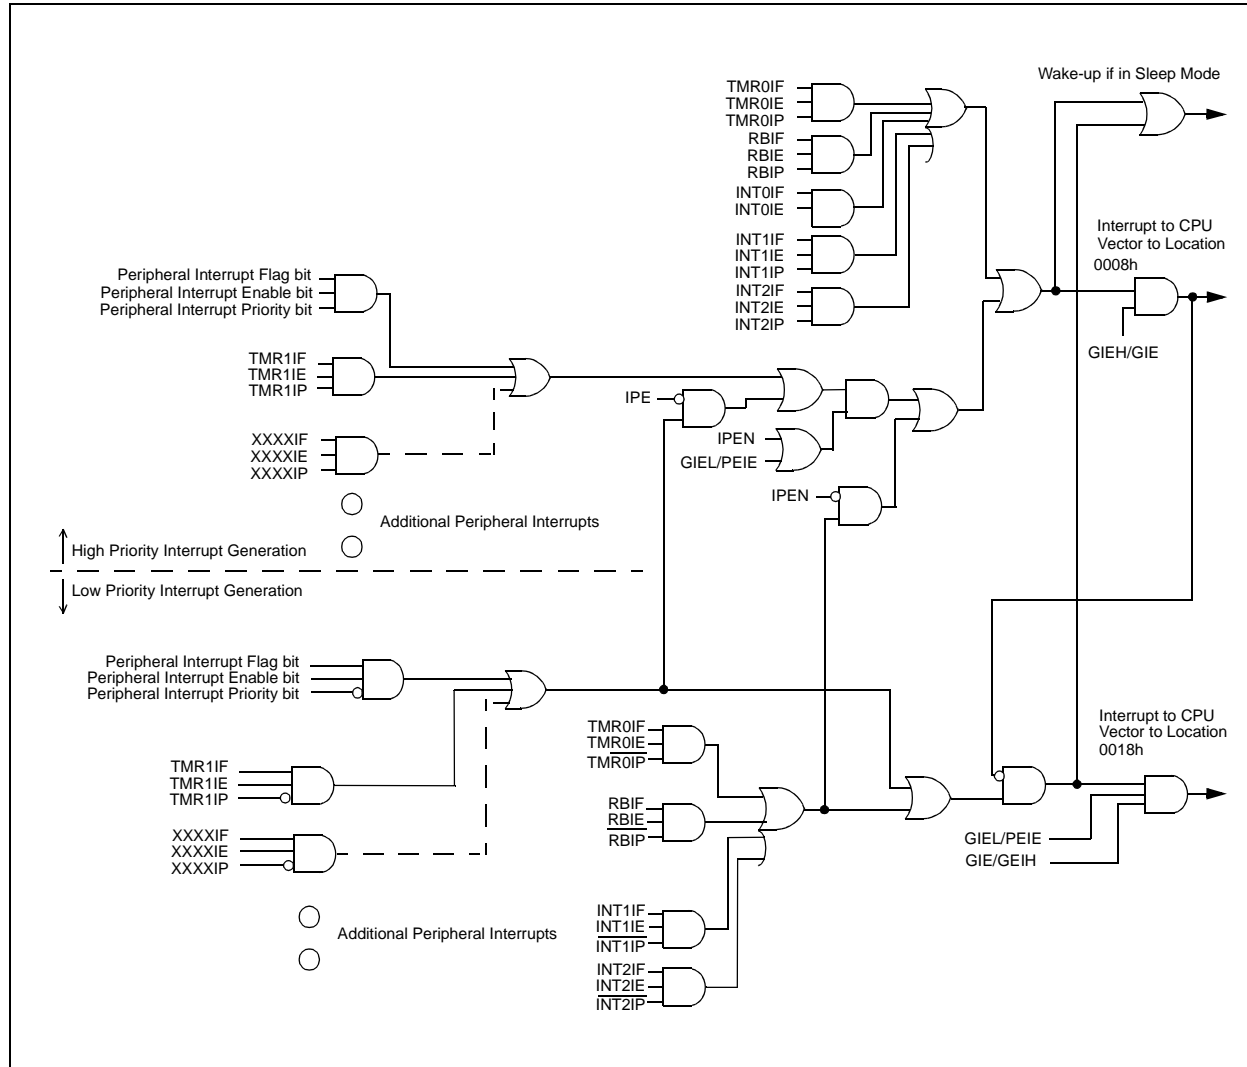 Wake-up if in Sleep Mode
TMR0IF
TMR0IE
TMR0IP
RBIF
RBIE
RBIP
INT0IF
INT0IE
INT1IF
INT1IE
INT1IP
INT2IF
INT2IE
INT2IP
Interrupt to CPU
Vector to Location
0008h
GIEH/GIE
Peripheral Interrupt Flag bit
Peripheral Interrupt Enable bit
Peripheral Interrupt Priority bit
TMR1IF
TMR1IE
TMR1IP
XXXXIF
XXXXIE
XXXXIP
IPE
IPEN
GIEL/PEIE
IPEN
Additional Peripheral Interrupts
High Priority Interrupt Generation
Low Priority Interrupt Generation
Peripheral Interrupt Flag bit
Peripheral Interrupt Enable bit
Peripheral Interrupt Priority bit
TMR1IF
TMR1IE
TMR1IP
XXXXIF
XXXXIE
XXXXIP
Additional Peripheral Interrupts
TMR0IF
TMR0IE
TMR0IP
RBIF
RBIE
RBIP
INT1IF
INT1IE
INT1IP
INT2IF
INT2IE
INT2IP
Interrupt to CPU
Vector to Location
0018h
GIEL/PEIE
GIE/GEIH